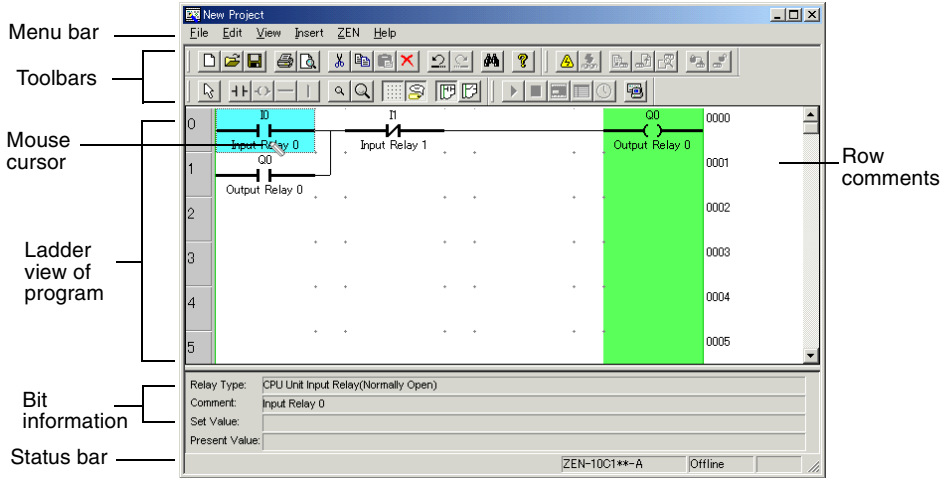 New Project
Menu bar
File Edit View Insert ZEN Help
Toolbars
0 I0 I1 Q0 0000
Mouse cursor
Input Relay 0 Input Relay 1 Output Relay 0
Row comments
1 Q0 0001
Output Relay 0
2 0002
Ladder view of program
3 0003
4 0004
5 0005
Bit information
Relay Type: CPU Unit Input Relay(Normally Open)
Comment: Input Relay 0
Set Value:
Present Value:
Status bar
ZEN-10C1**-A Offline